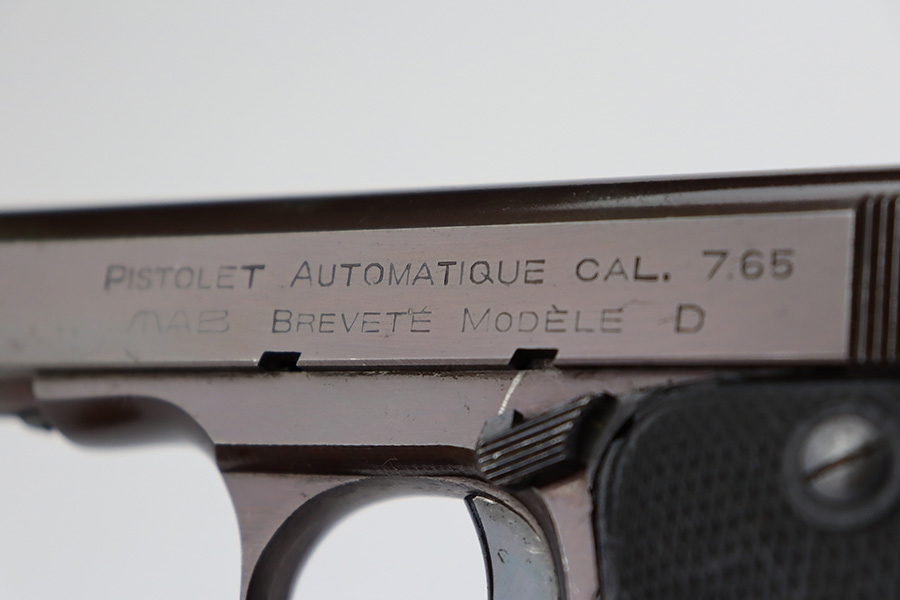 PISTOLET AUTOMATIQUE CAL. 7.65
MAB BREVETÉ MODÈLE D